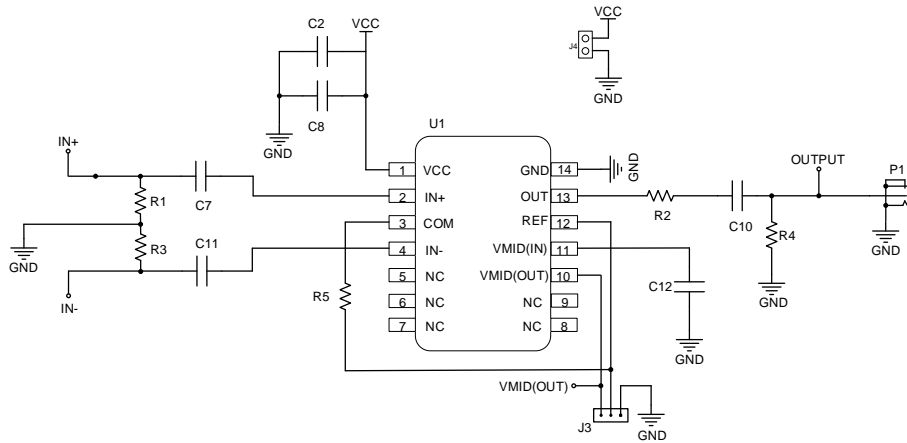 C2
VCC
C8
GND
VCC
J4
GND
U1
IN+
R1
C7
GND
R3
C11
IN-
R5
1 VCC
2 IN+
3 COM
4 IN-
5 NC
6 NC
7 NC
GND 14
OUT 13
REF 12
VMID(IN) 11
VMID(OUT) 10
NC 9
NC 8
GND
R2
C10
OUTPUT
R4
GND
P1
GND
C12
GND
VMID(OUT)
J3
GND